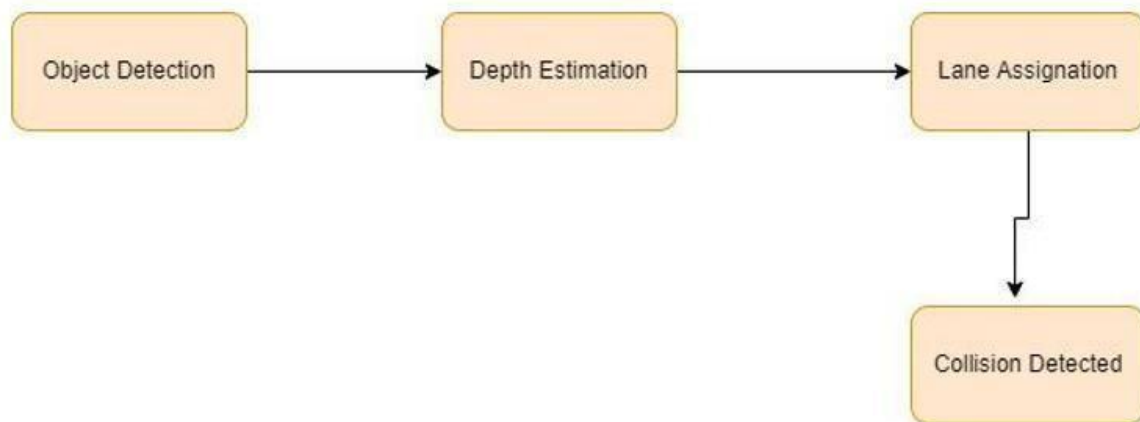 Object Detection
Depth Estimation
Lane Assignation
Collision Detected